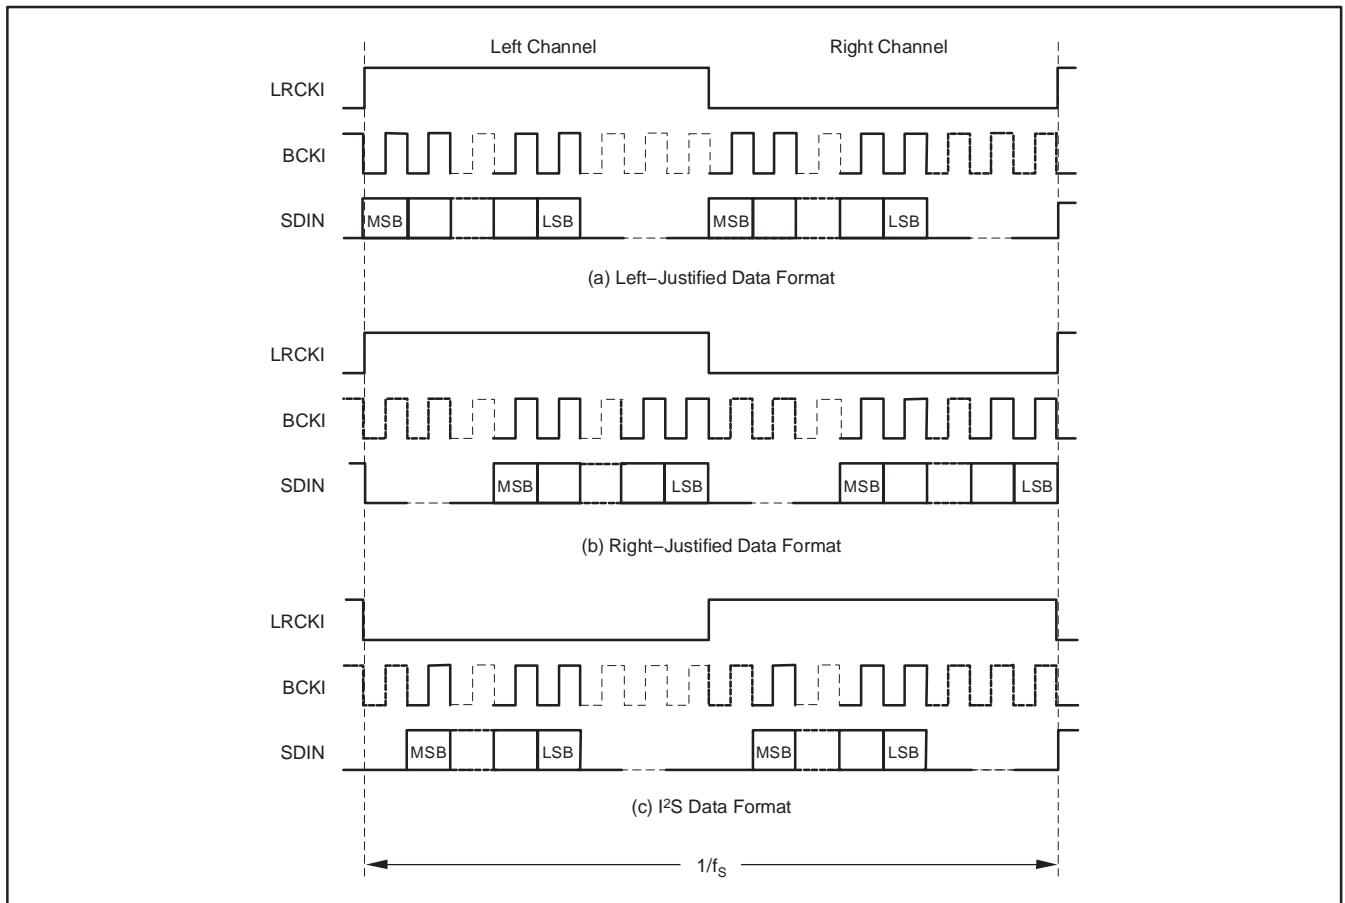 Left Channel Right Channel
LRCKI
BCKI
SDIN MSB LSB MSB LSB
(a) Left−Justified Data Format
LRCKI
BCKI
SDIN MSB LSB MSB LSB
(b) Right−Justified Data Format
LRCKI
BCKI
SDIN MSB LSB MSB LSB
(c) I²S Data Format
1/fS